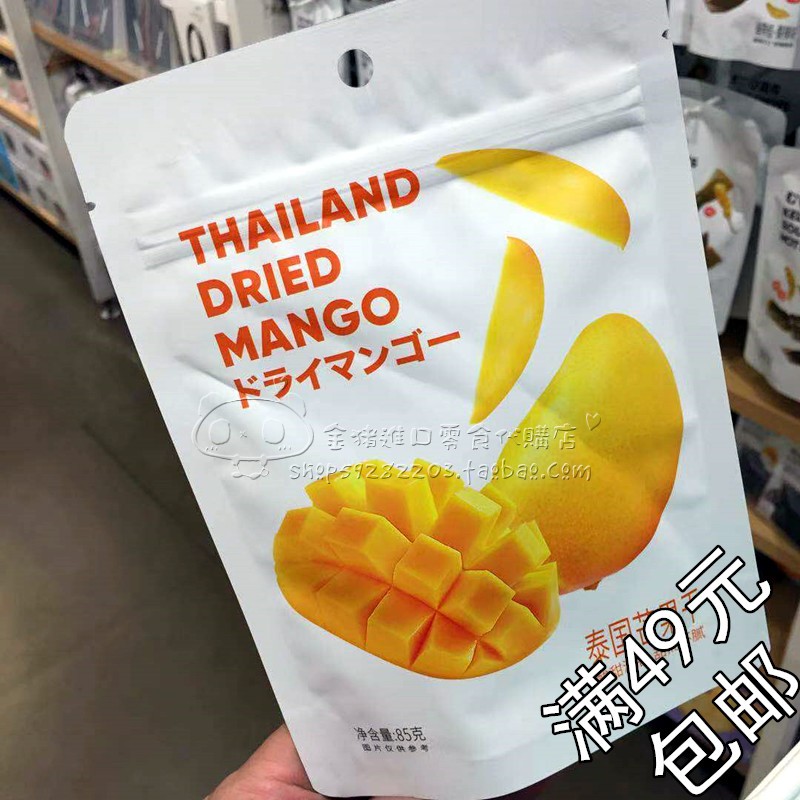 THAILAND
DRIED
MANGO
ドライマンゴー
金猪進口零食代購店
shop59282203.taobao.com
泰国芒果干
净含量:85克
图片仅供参考
满49元
包邮